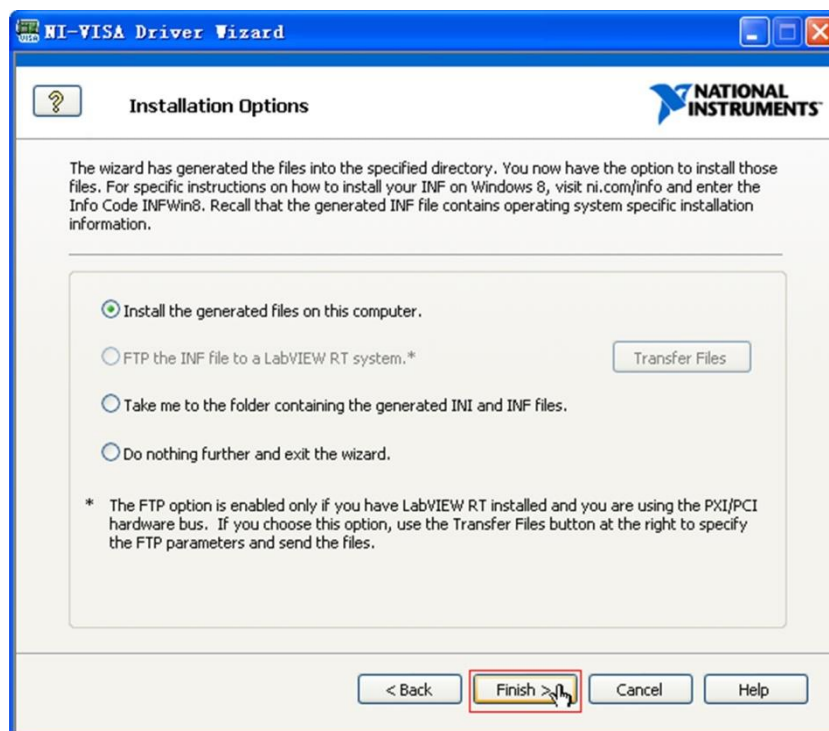 VISA
NI-VISA Driver Wizard
?
Installation Options
NATIONAL
INSTRUMENTS™
The wizard has generated the files into the specified directory. You now have the option to install those
files. For specific instructions on how to install your INF on Windows 8, visit ni.com/info and enter the
Info Code INFWin8. Recall that the generated INF file contains operating system specific installation
information.
Install the generated files on this computer.
FTP the INF file to a LabVIEW RT system.*
Transfer Files
Take me to the folder containing the generated INI and INF files.
Do nothing further and exit the wizard.
* The FTP option is enabled only if you have LabVIEW RT installed and you are using the PXI/PCI
hardware bus. If you choose this option, use the Transfer Files button at the right to specify
the FTP parameters and send the files.
< Back
Finish >
Cancel
Help